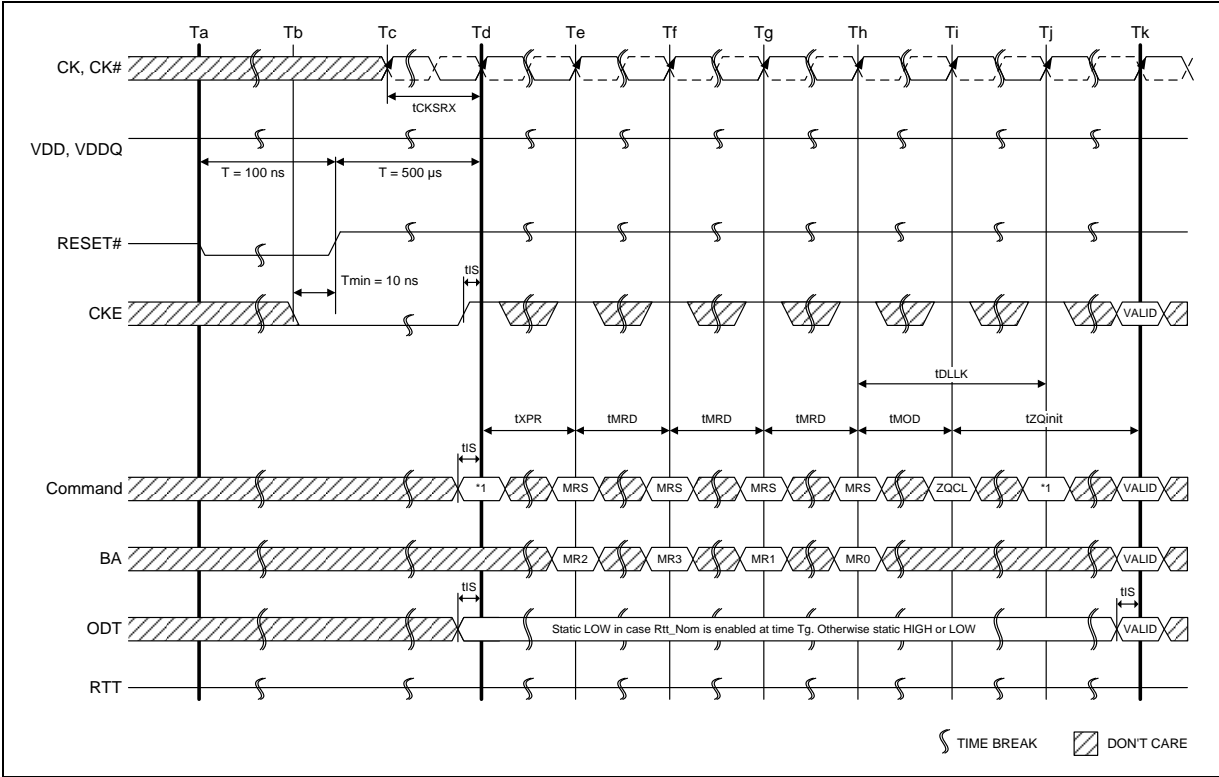 Ta Tb Tc Td Te Tf Tg Th Ti Tj Tk
CK, CK#
tCKSRX
VDD, VDDQ
T = 100 ns T = 500 µs
RESET#
tIS
Tmin = 10 ns
CKE
VALID
tDLLK
tXPR tMRD tMRD tMRD tMOD tZQinit
tIS
Command *1 MRS MRS MRS MRS ZQCL *1 VALID
BA MR2 MR3 MR1 MR0 VALID
tIS tIS
ODT Static LOW in case Rtt_Nom is enabled at time Tg. Otherwise static HIGH or LOW VALID
RTT
TIME BREAK DON'T CARE